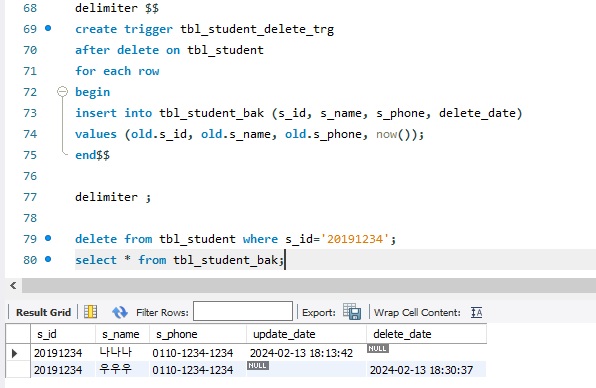 68 delimiter $$
69 create trigger tbl_student_delete_trg
70 after delete on tbl_student
71 for each row
72 begin
73 insert into tbl_student_bak (s_id, s_name, s_phone, delete_date)
74 values (old.s_id, old.s_name, old.s_phone, now());
75 end$$
76
77 delimiter ;
78
79 delete from tbl_student where s_id='20191234';
80 select * from tbl_student_bak;
Result Grid Filter Rows: Export: Wrap Cell Content: IA
s_id s_name s_phone update_date delete_date
20191234 나나나 0110-1234-1234 2024-02-13 18:13:42 NULL
20191234 우우우 0110-1234-1234 NULL 2024-02-13 18:30:37